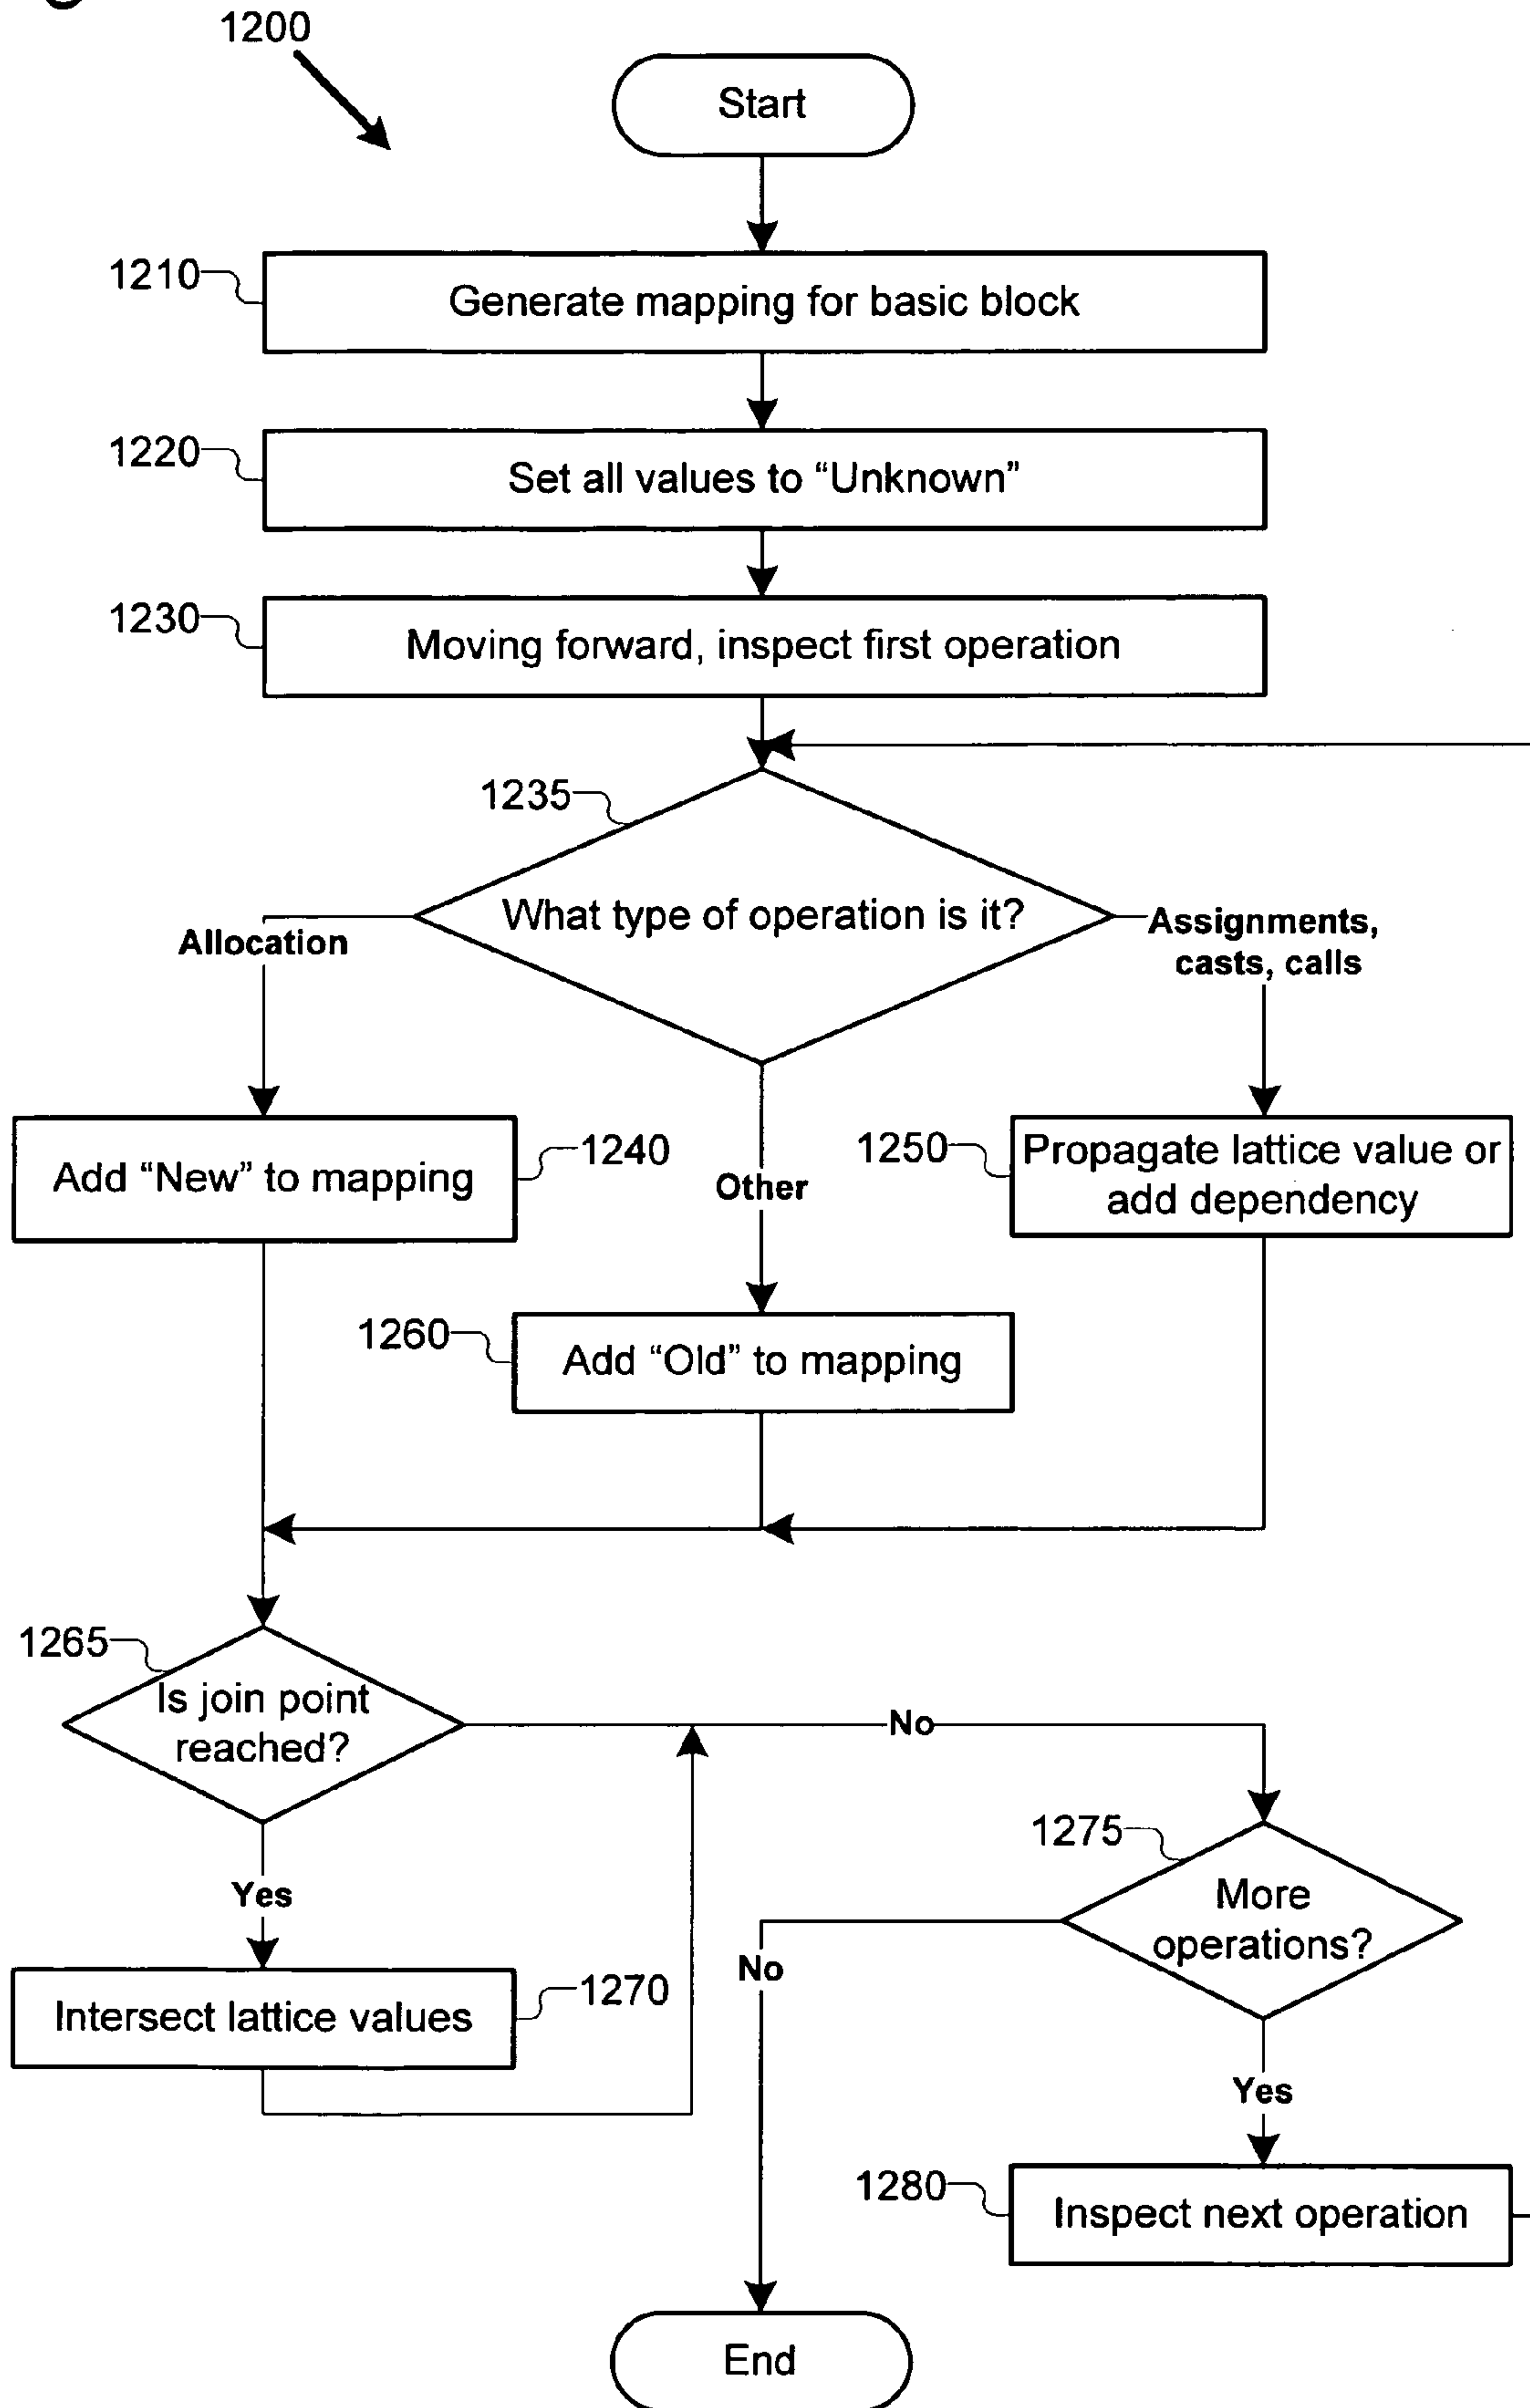 1200
Start
1210
Generate mapping for basic block
1220
Set all values to “Unknown”
1230
Moving forward, inspect first operation
1235
What type of operation is it?
Allocation
Assignments,
casts, calls
Add “New” to mapping
1240
Other
1250
Propagate lattice value or
add dependency
1260
Add “Old” to mapping
1265
Is join point
reached?
No
1275
More
operations?
Yes
No
Intersect lattice values
1270
Yes
1280
Inspect next operation
End